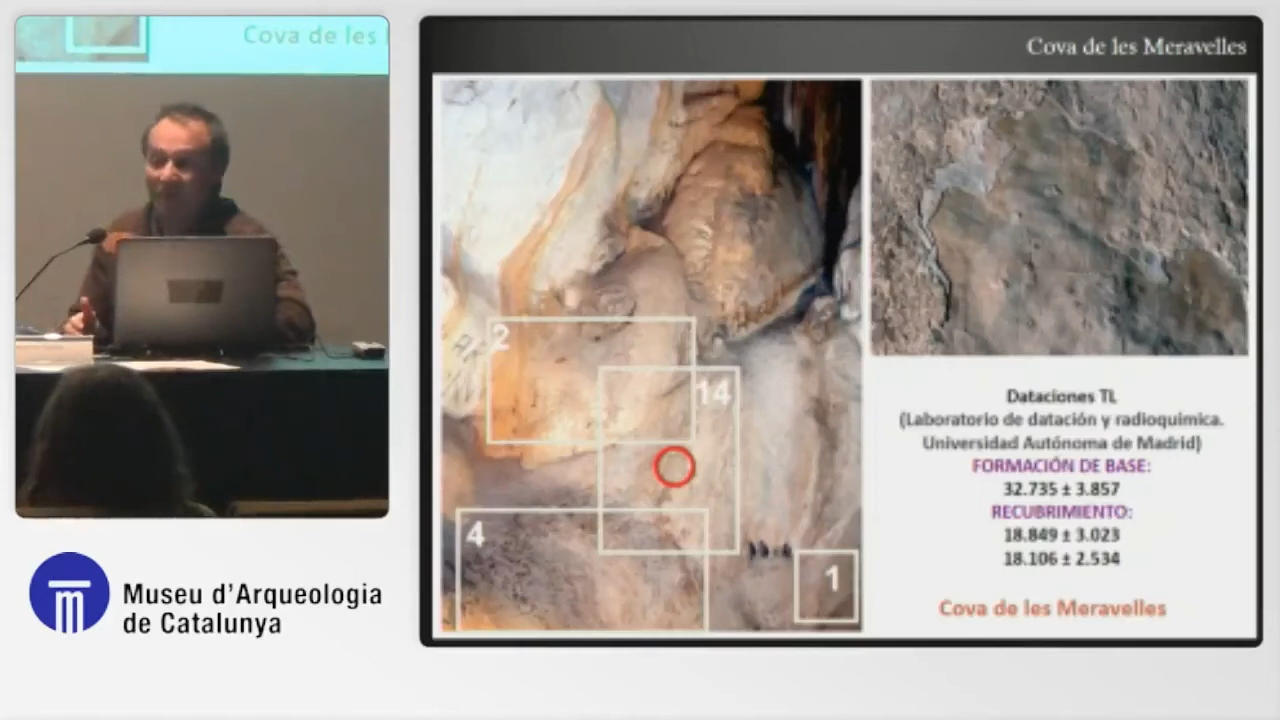 Cova de les
Museu d'Arqueologia
de Catalunya
Cova de les Meravelles
2
14
4
1
Dataciones TL
(Laboratorio de datación y radioquimica.
Universidad Autónoma de Madrid)
FORMACIÓN DE BASE:
32.735 ± 3.857
RECUBRIMIENTO:
18.849 ± 3.023
18.106 ± 2.534
Cova de les Meravelles